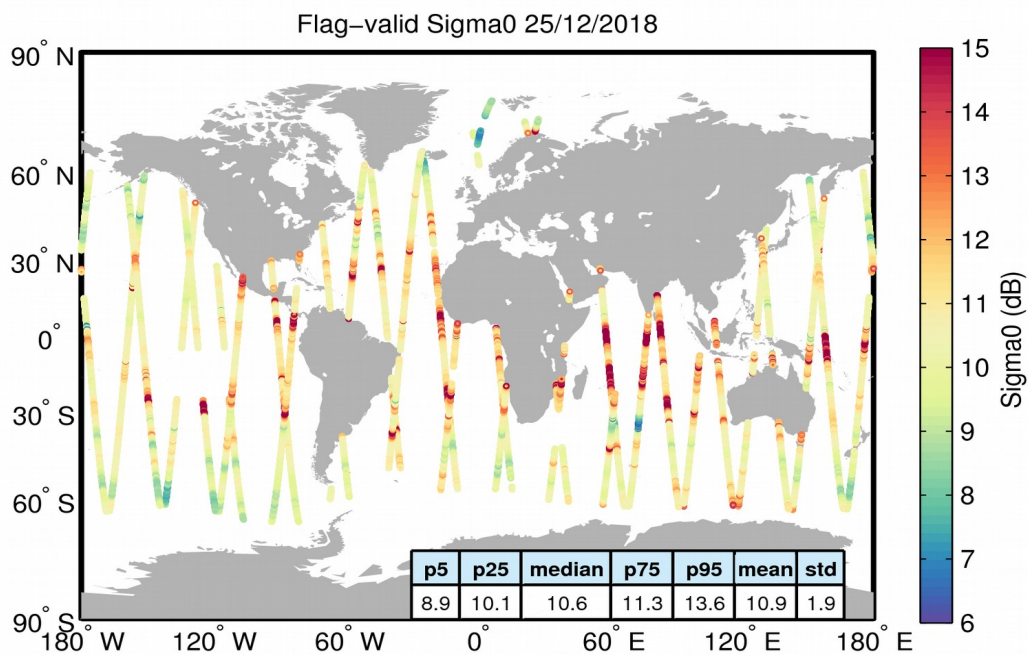 Flag-valid Sigma0 25/12/2018
90° N
60° N
30° N
0°
30° S
60° S
90° S
180° W
120° W
60° W
0°
60° E
120° E
180° E
p5 p25 median p75 p95 mean std
8.9 10.1 10.6 11.3 13.6 10.9 1.9
15
14
13
12
11
10
9
8
7
6
Sigma0 (dB)